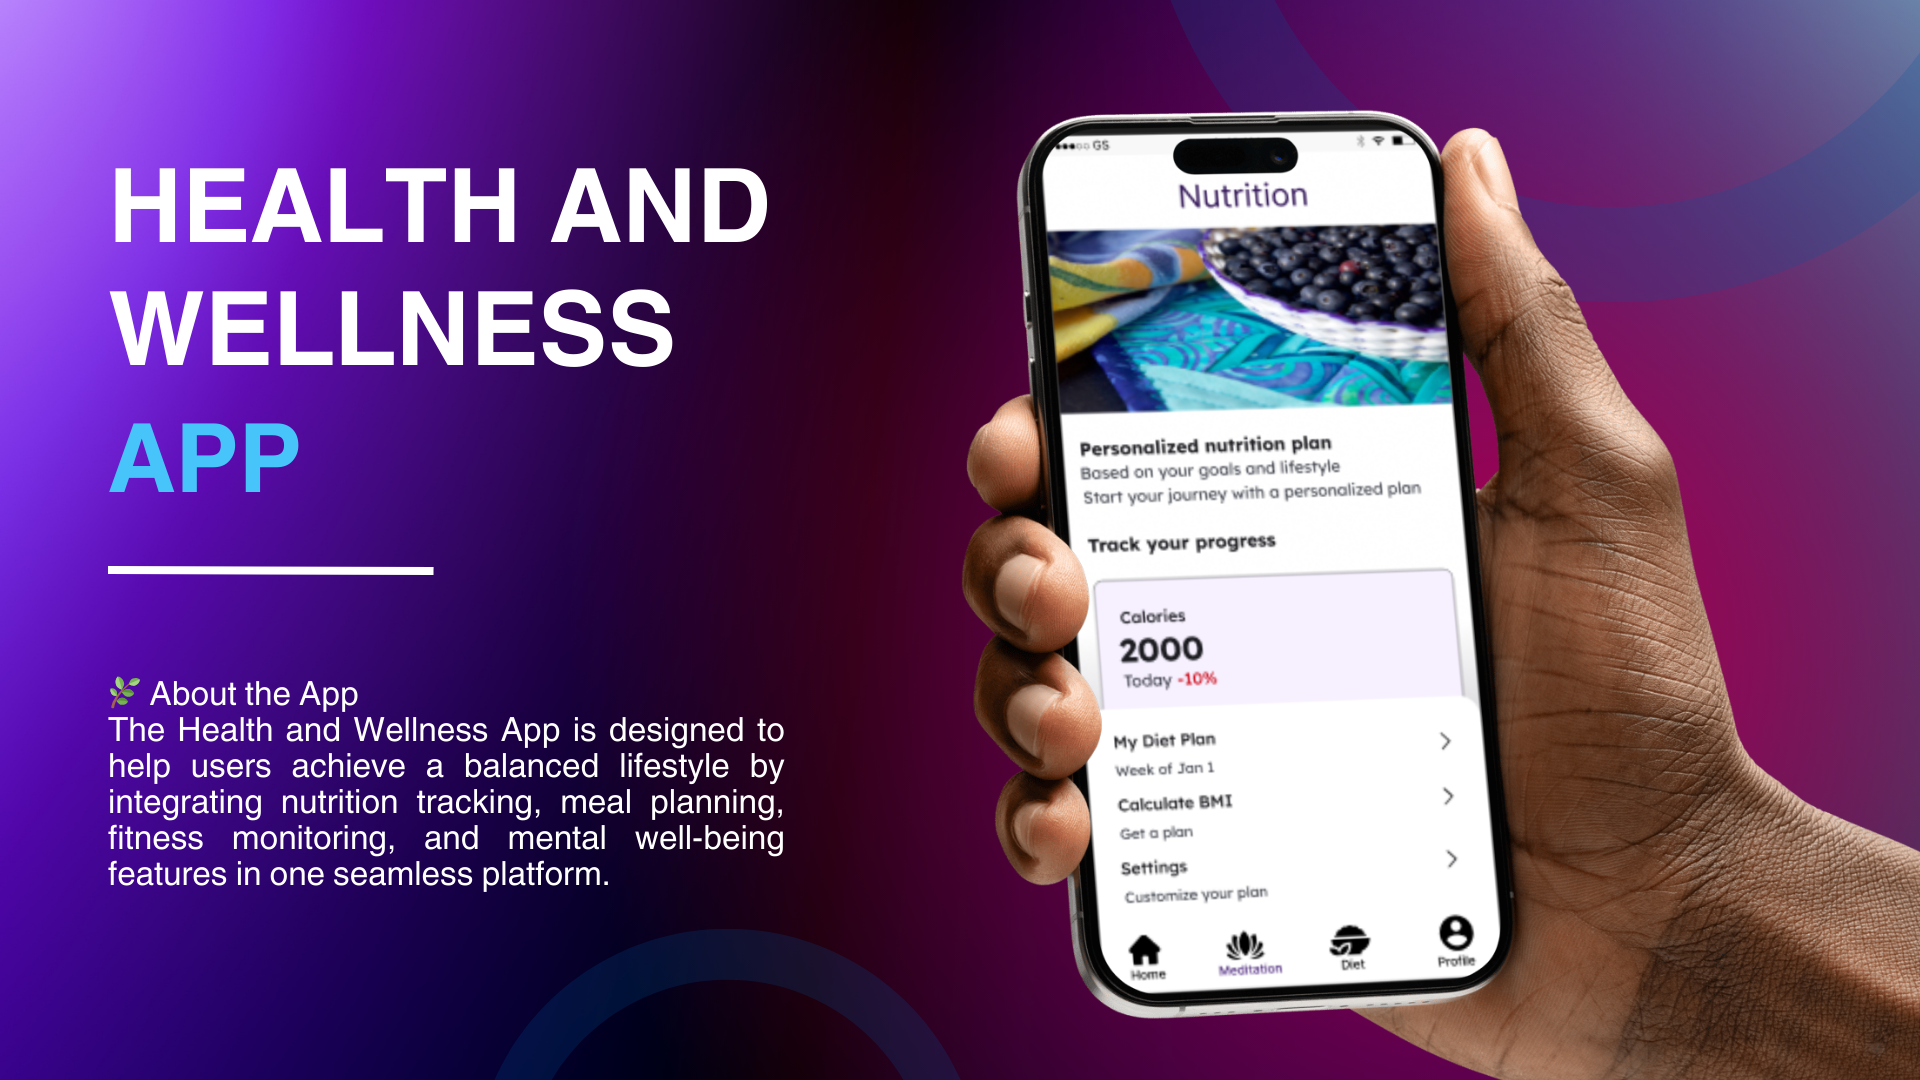 HEALTH AND
WELLNESS
APP
🌿 About the App
The Health and Wellness App is designed to
help users achieve a balanced lifestyle by
integrating nutrition tracking, meal planning,
fitness monitoring, and mental well-being
features in one seamless platform.
GS
Nutrition
Personalized nutrition plan
Based on your goals and lifestyle
Start your journey with a personalized plan
Track your progress
Calories
2000
Today -10%
My Diet Plan
Week of Jan 1
Calculate BMI
Get a plan
Settings
Customize your plan
Home
Meditation
Diet
Profile